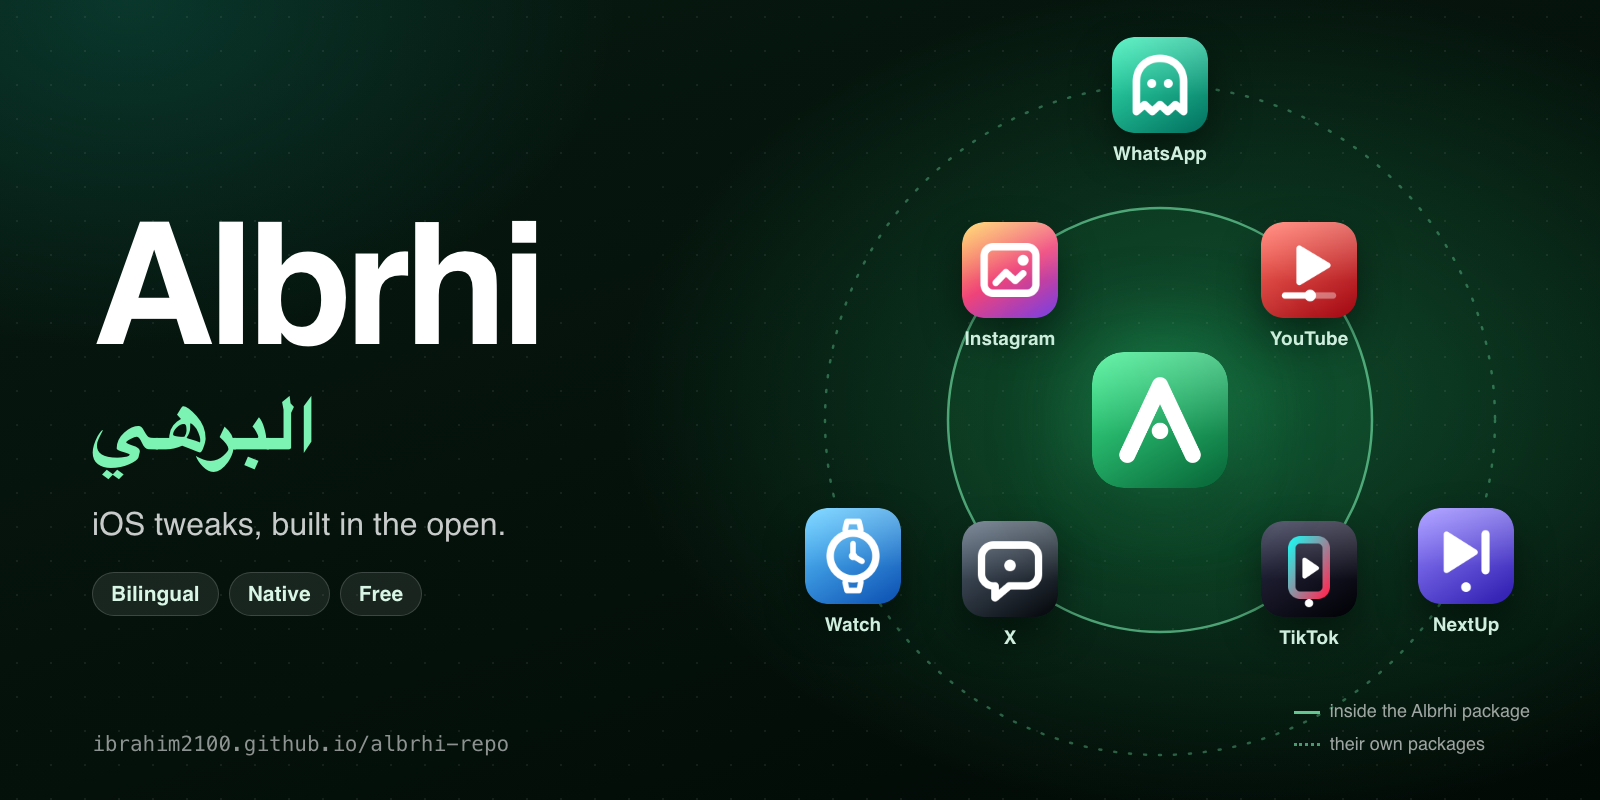 Albrhi
البرهي
iOS tweaks, built in the open.
Bilingual
Native
Free
ibrahim2100.github.io/albrhi-repo
WhatsApp
Instagram
YouTube
Watch
X
TikTok
NextUp
inside the Albrhi package
their own packages